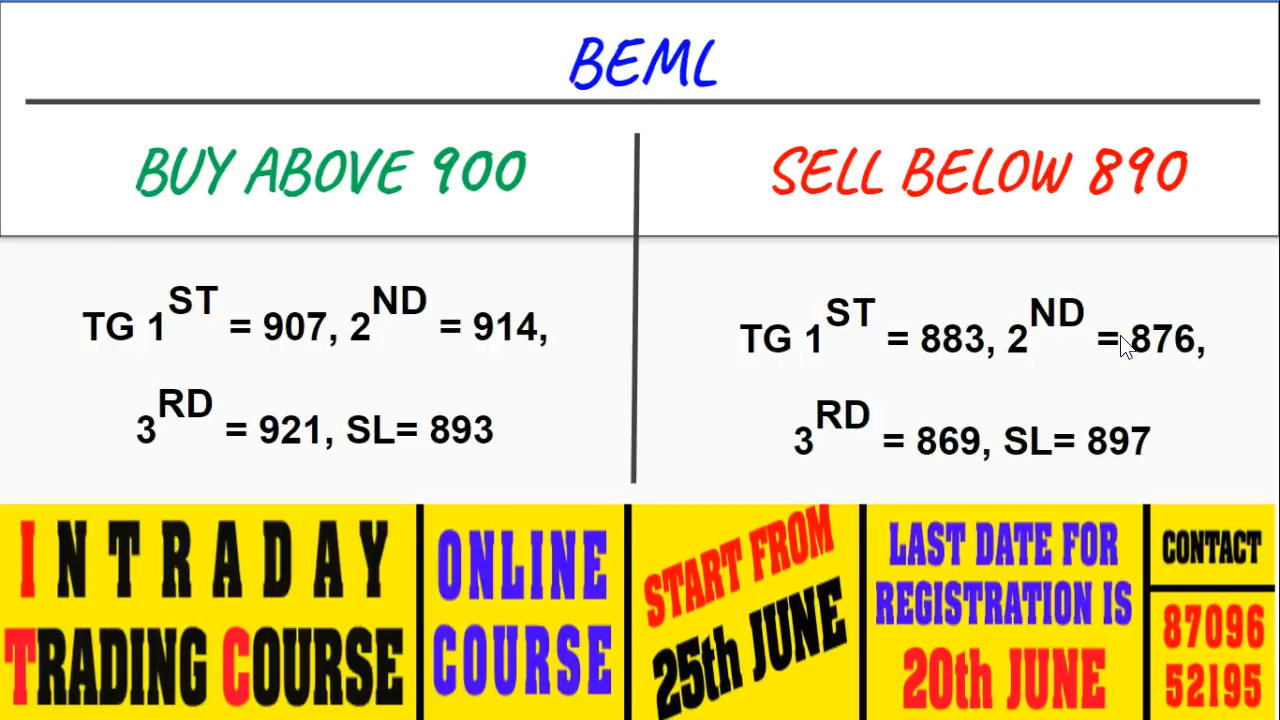 BEML
BUY ABOVE 900
TG 1ST = 907, 2ND = 914,
3RD = 921, SL= 893
SELL BELOW 890
TG 1ST = 883, 2ND = 876,
3RD = 869, SL= 897
INTRADAY
TRADING COURSE
ONLINE
COURSE
START FROM
25th JUNE
LAST DATE FOR
REGISTRATION IS
20th JUNE
CONTACT
87096
52195